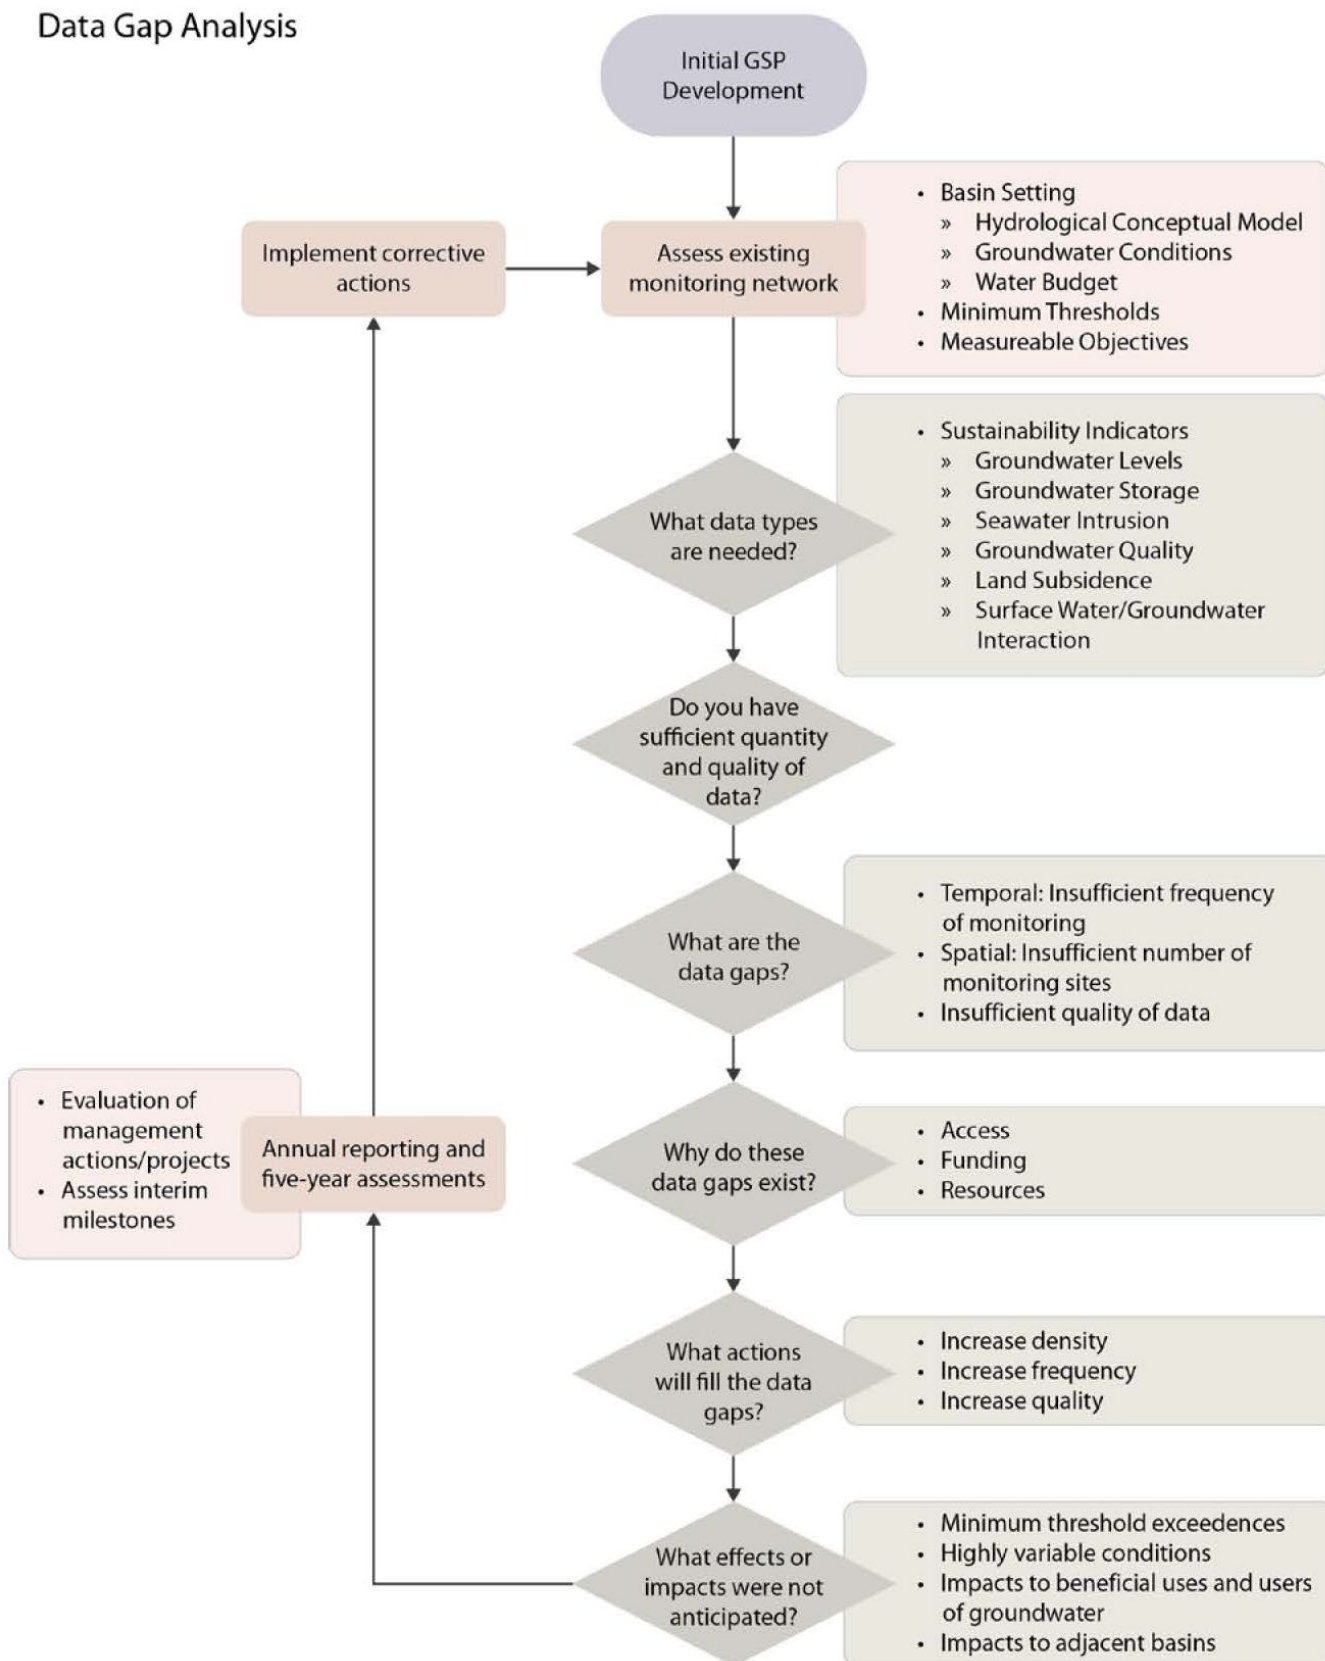 Data Gap Analysis
Initial GSP
Development
Implement corrective
actions
Assess existing
monitoring network
• Basin Setting
» Hydrological Conceptual Model
» Groundwater Conditions
» Water Budget
• Minimum Thresholds
• Measureable Objectives
What data types
are needed?
• Sustainability Indicators
» Groundwater Levels
» Groundwater Storage
» Seawater Intrusion
» Groundwater Quality
» Land Subsidence
» Surface Water/Groundwater
Interaction
Do you have
sufficient quantity
and quality of
data?
What are the
data gaps?
• Temporal: Insufficient frequency
of monitoring
• Spatial: Insufficient number of
monitoring sites
• Insufficient quality of data
Why do these
data gaps exist?
• Access
• Funding
• Resources
What actions
will fill the data
gaps?
• Increase density
• Increase frequency
• Increase quality
What effects or
impacts were not
anticipated?
• Minimum threshold exceedences
• Highly variable conditions
• Impacts to beneficial uses and users
of groundwater
• Impacts to adjacent basins
Annual reporting and
five-year assessments
• Evaluation of
management
actions/projects
• Assess interim
milestones